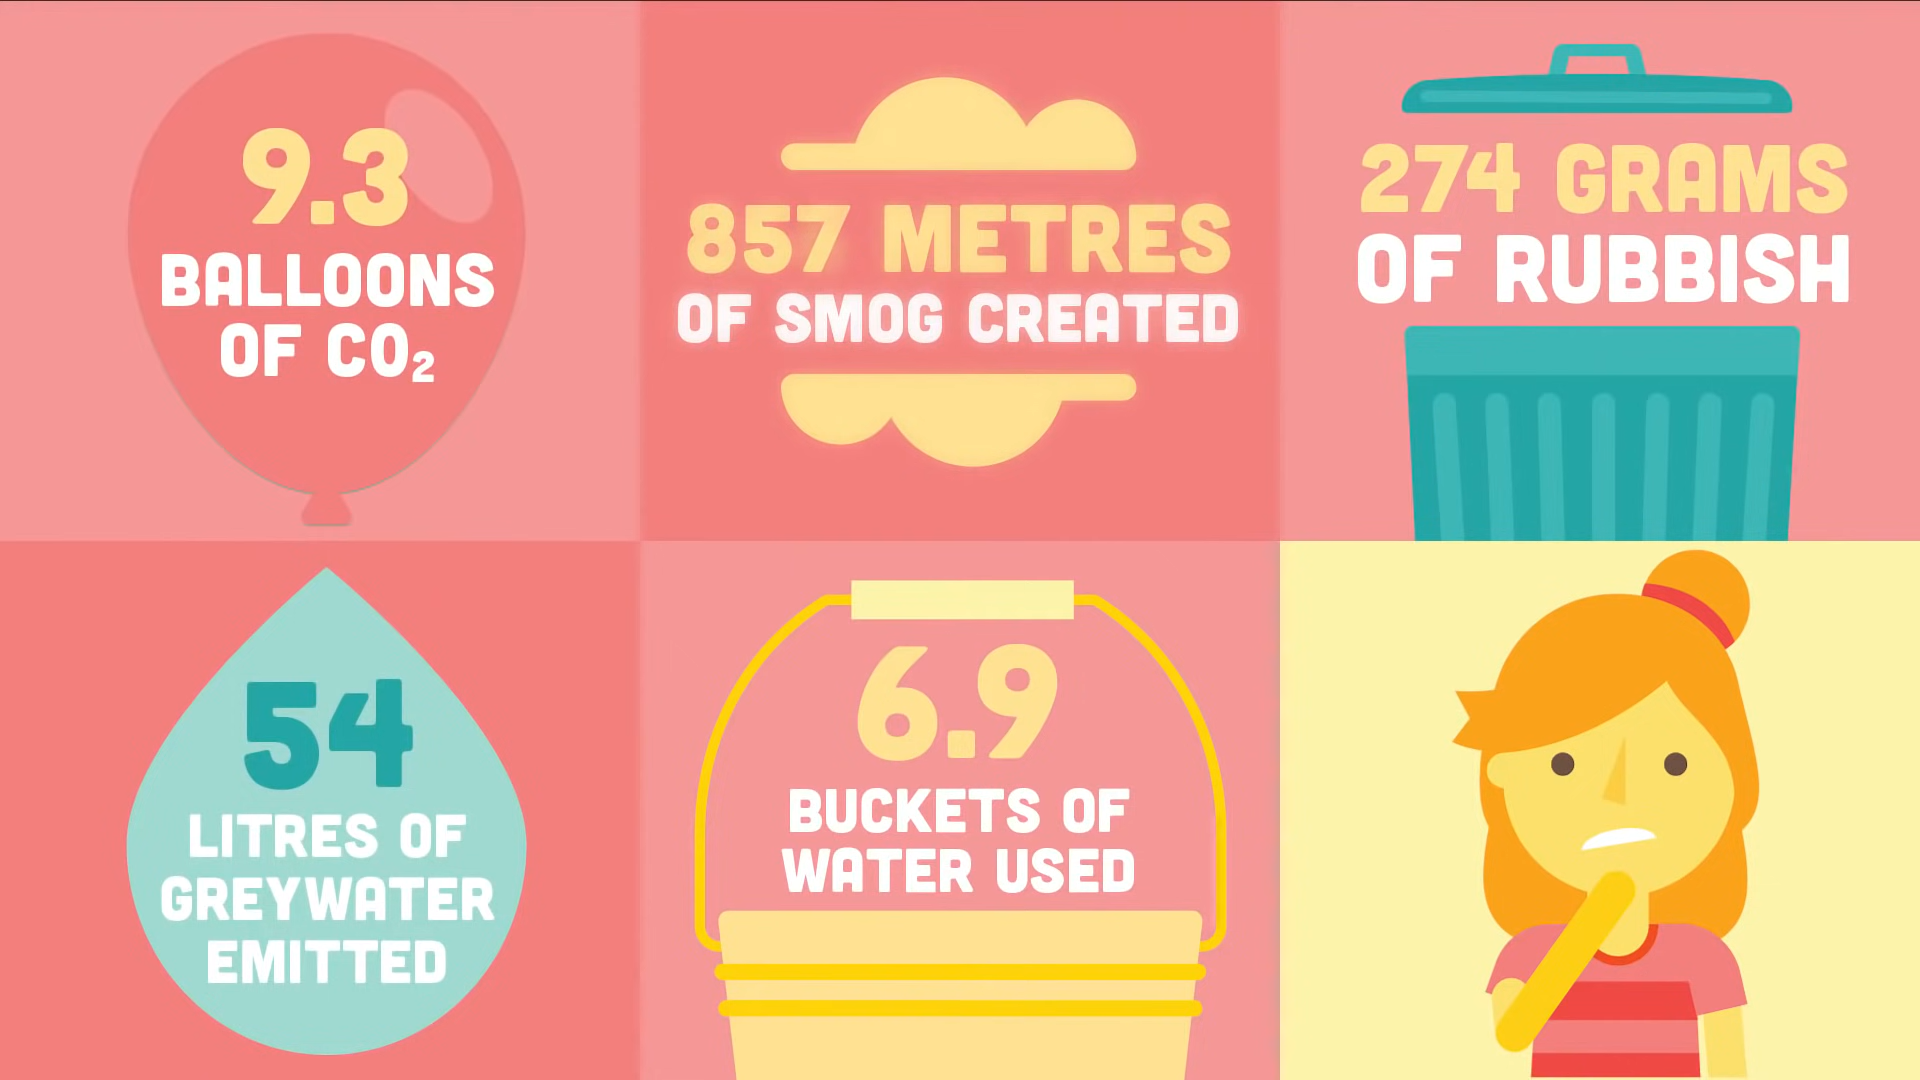 9.3
BALLOONS
OF CO₂
857 METRES
OF SMOG CREATED
274 GRAMS
OF RUBBISH
54
LITRES OF
GREYWATER
EMITTED
6.9
BUCKETS OF
WATER USED